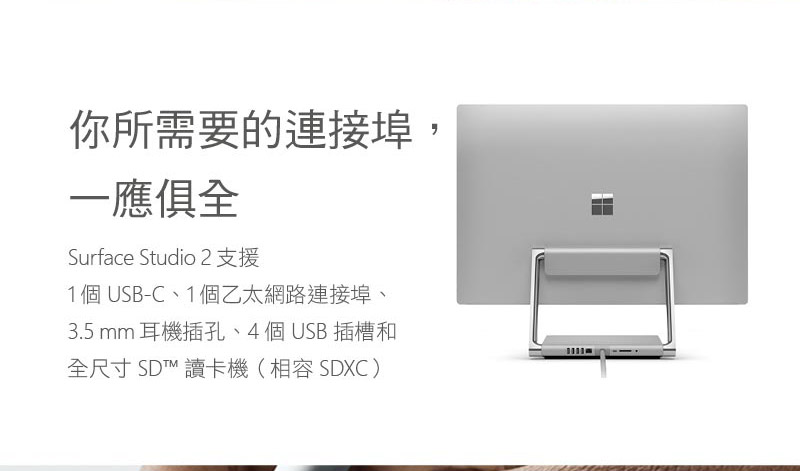 你所需要的連接埠，
一應俱全
Surface Studio 2 支援
1個 USB-C、1個乙太網路連接埠、
3.5 mm 耳機插孔、4 個 USB 插槽和
全尺寸 SD™ 讀卡機（相容 SDXC）